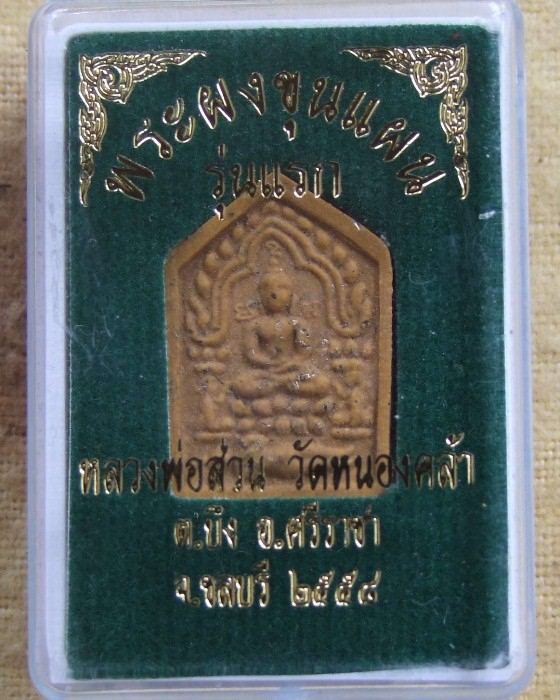 พระผงขุนแผน
รุ่นแรก
หลวงพ่อส่วน วัดหนองคล้า
ต.บึง อ.ศรีราชา
จ.ชลบุรี ๒๕๕๔